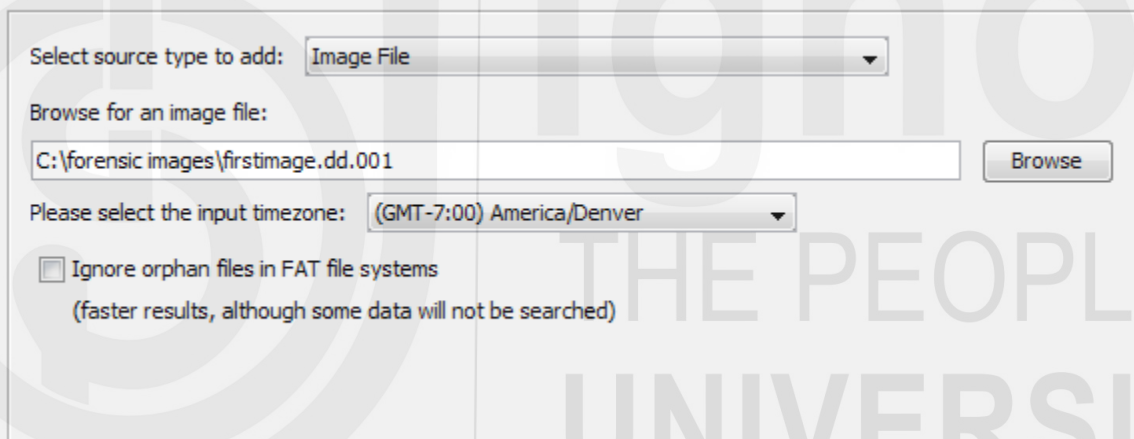 Select source type to add: Image File
Browse for an image file:
C:\forensic images\firstimage.dd.001 Browse
Please select the input timezone: (GMT-7:00) America/Denver
Ignore orphan files in FAT file systems
(faster results, although some data will not be searched)
igno
THE PEOPL
UNIVERSI